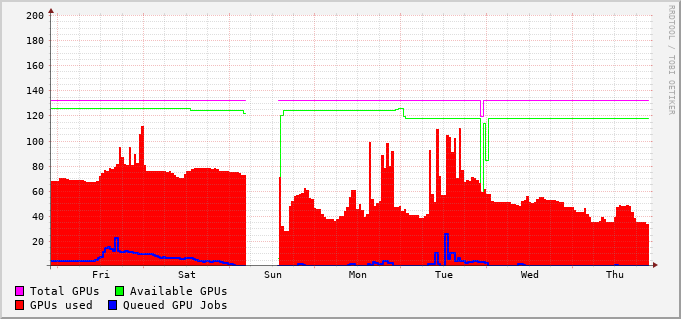 200
180
160
140
120
100
80
60
40
20
Fri Sat Sun Mon Tue Wed Thu
Total GPUs Available GPUs
GPUs used Queued GPU Jobs
RRDTOOL / TOBI OETIKER